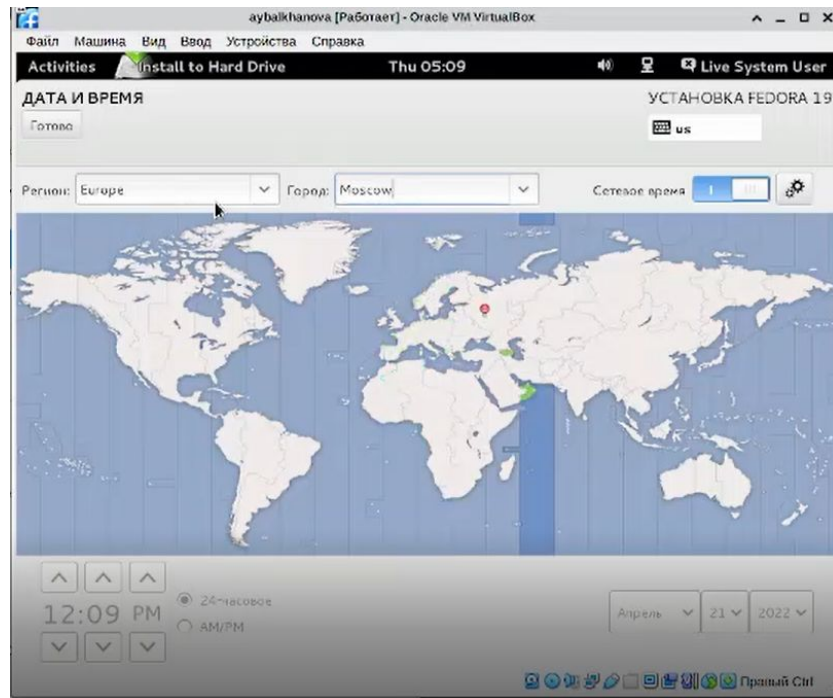 aybalkhanova [Работает] - Oracle VM VirtualBox
Файл Машина Вид Ввод Устройства Справка
Activities Install to Hard Drive Thu 05:09 Live System User
ДАТА И ВРЕМЯ УСТАНОВКА FEDORA 19
Готово us
Регион: Europe Город: Moscow Сетевое время
12:09 PM
24-часовое
AM/PM
Апрель 21 2022
Правый Ctrl